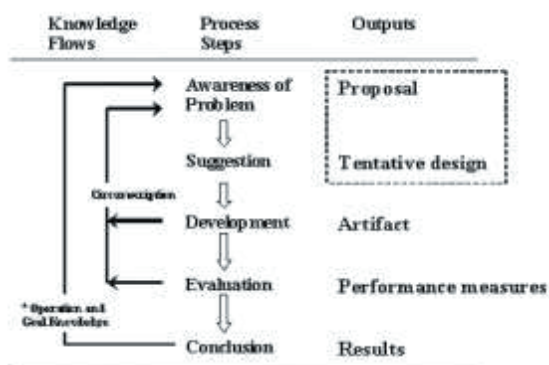 Knowledge Flows
Process Steps
Outputs
Awareness of Problem
Proposal
Suggestion
Tentative design
Circumscription
Development
Artifact
Evaluation
Performance measures
* Operation and
Goal Knowledge
Conclusion
Results